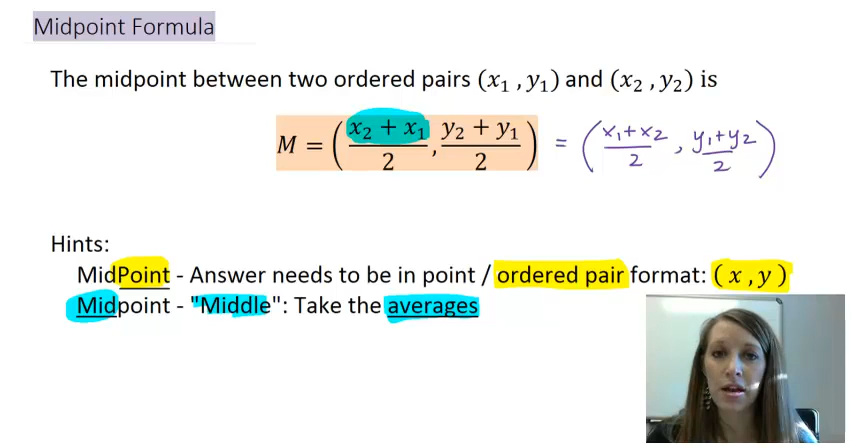 Midpoint Formula
The midpoint between two ordered pairs (x₁ , y₁) and (x₂ , y₂) is
M = ( (x₂ + x₁)/2 , (y₂ + y₁)/2 ) = ( (x₁+x₂)/2 , (y₁+y₂)/2 )
Hints:
MidPoint - Answer needs to be in point / ordered pair format: ( x , y )
Midpoint - "Middle": Take the averages